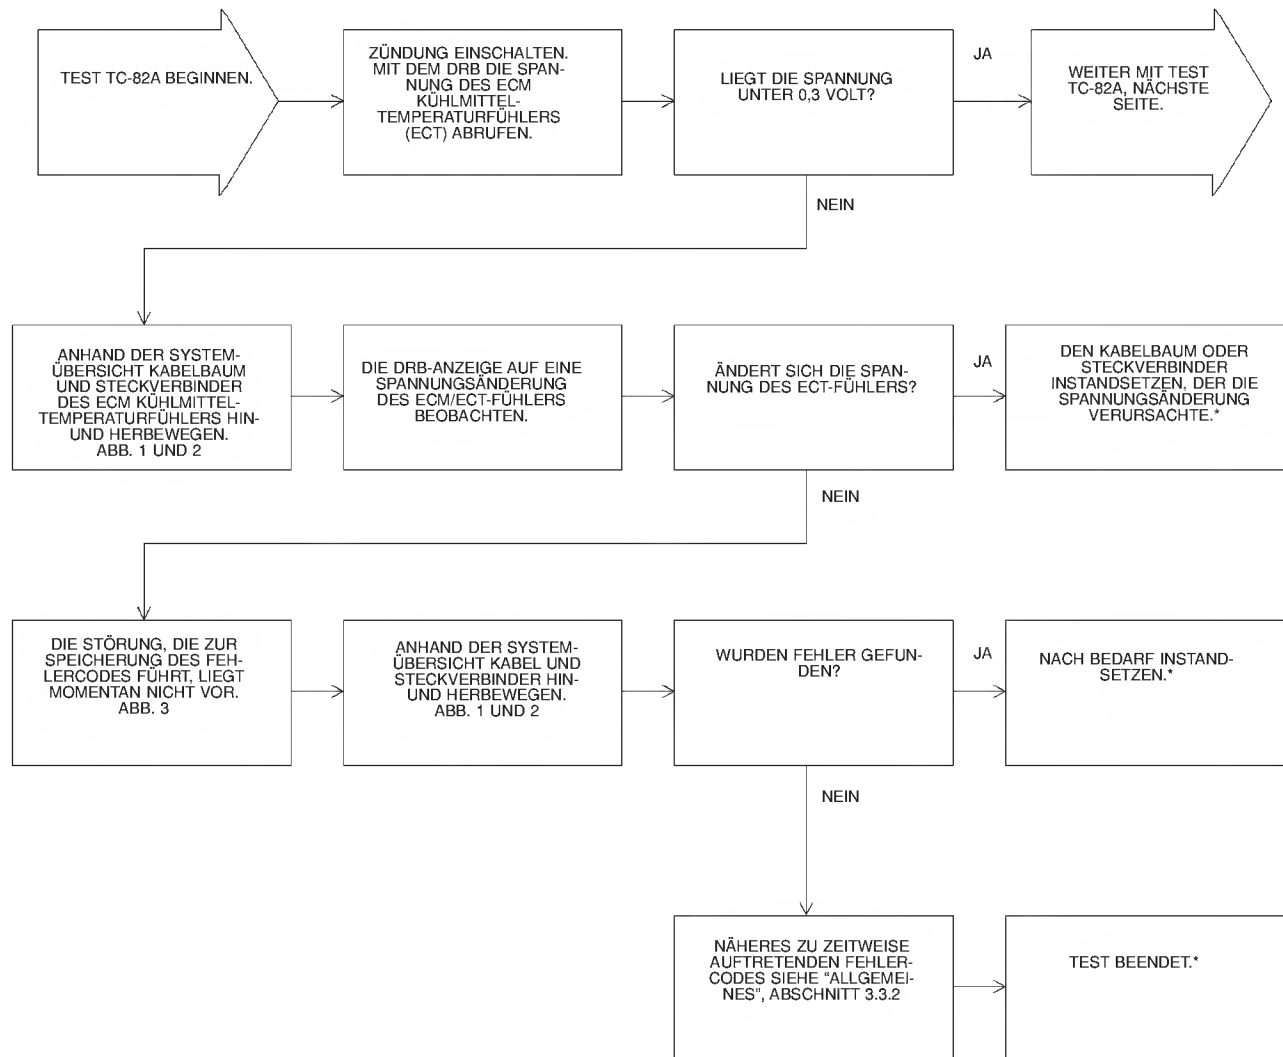 TEST TC-82A BEGINNEN.
ZÜNDUNG EINSCHALTEN.
MIT DEM DRB DIE SPAN-
NUNG DES ECM
KÜHLMITTEL-
TEMPERATURFÜHLERS
(ECT) ABRUFEN.
LIEGT DIE SPANNUNG
UNTER 0,3 VOLT?
JA
WEITER MIT TEST
TC-82A, NÄCHSTE
SEITE.
NEIN
ANHAND DER SYSTEM-
ÜBERSICHT KABELBAUM
UND STECKVERBINDER
DES ECM KÜHLMITTEL-
TEMPERATURFÜHLERS HIN-
UND HERBEWEGEN.
ABB. 1 UND 2
DIE DRB-ANZEIGE AUF EINE
SPANNUNGSÄNDERUNG
DES ECM/ECT-FÜHLERS
BEOBACHTEN.
ÄNDERT SICH DIE SPAN-
NUNG DES ECT-FÜHLERS?
JA
DEN KABELBAUM ODER
STECKVERBINDER
INSTANDSETZEN, DER DIE
SPANNUNGSÄNDERUNG
VERURSACHTE.*
NEIN
DIE STÖRUNG, DIE ZUR
SPEICHERUNG DES FEH-
LERCODES FÜHRT, LIEGT
MOMENTAN NICHT VOR.
ABB. 3
ANHAND DER SYSTEM-
ÜBERSICHT KABEL UND
STECKVERBINDER HIN-
UND HERBEWEGEN.
ABB. 1 UND 2
WURDEN FEHLER GEFUN-
DEN?
JA
NACH BEDARF INSTAND-
SETZEN.*
NEIN
NÄHERES ZU ZEITWEISE
AUFTRETENDEN FEHLER-
CODES SIEHE “ALLGEMEI-
NES”, ABSCHNITT 3.3.2
TEST BEENDET.*